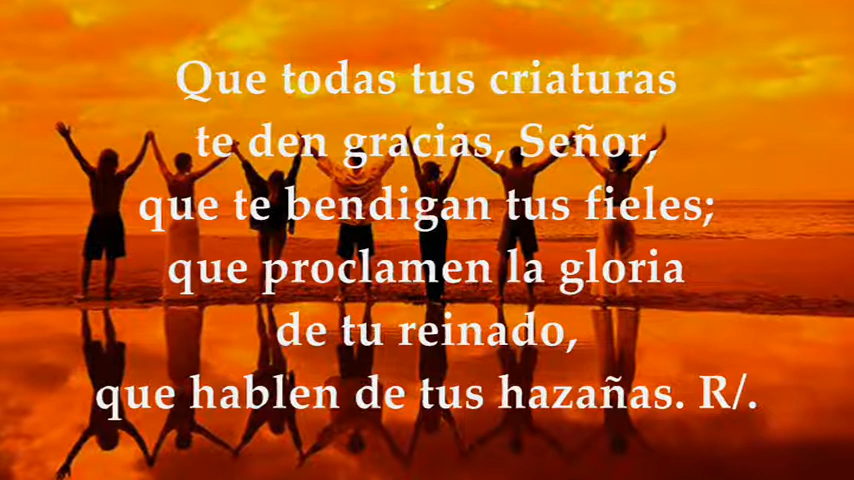 Que todas tus criaturas
te den gracias, Señor,
que te bendigan tus fieles;
que proclamen la gloria
de tu reinado,
que hablen de tus hazañas. R/.